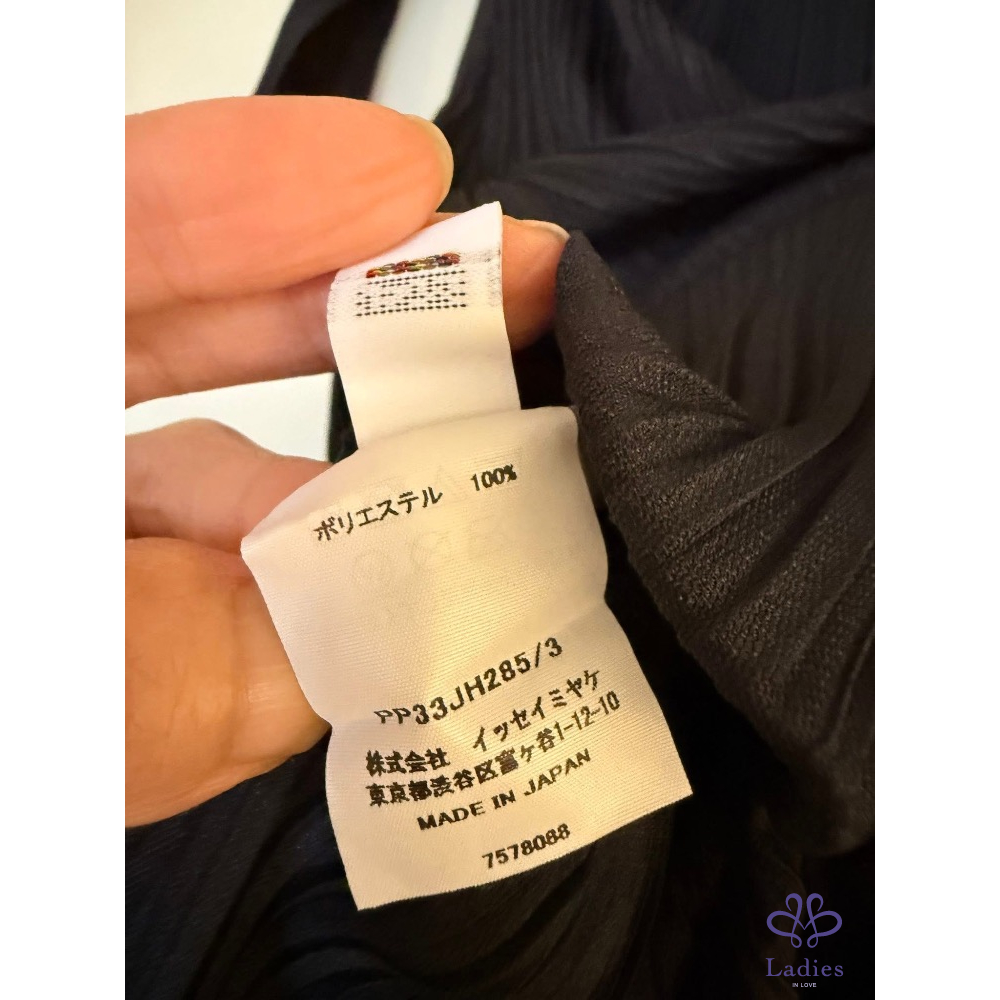 ポリエステル 100%
PP33JH285/3
株式会社 イッセイミヤケ
東京都渋谷区富ケ谷1-12-10
MADE IN JAPAN
7578088
Ladies
IN LOVE